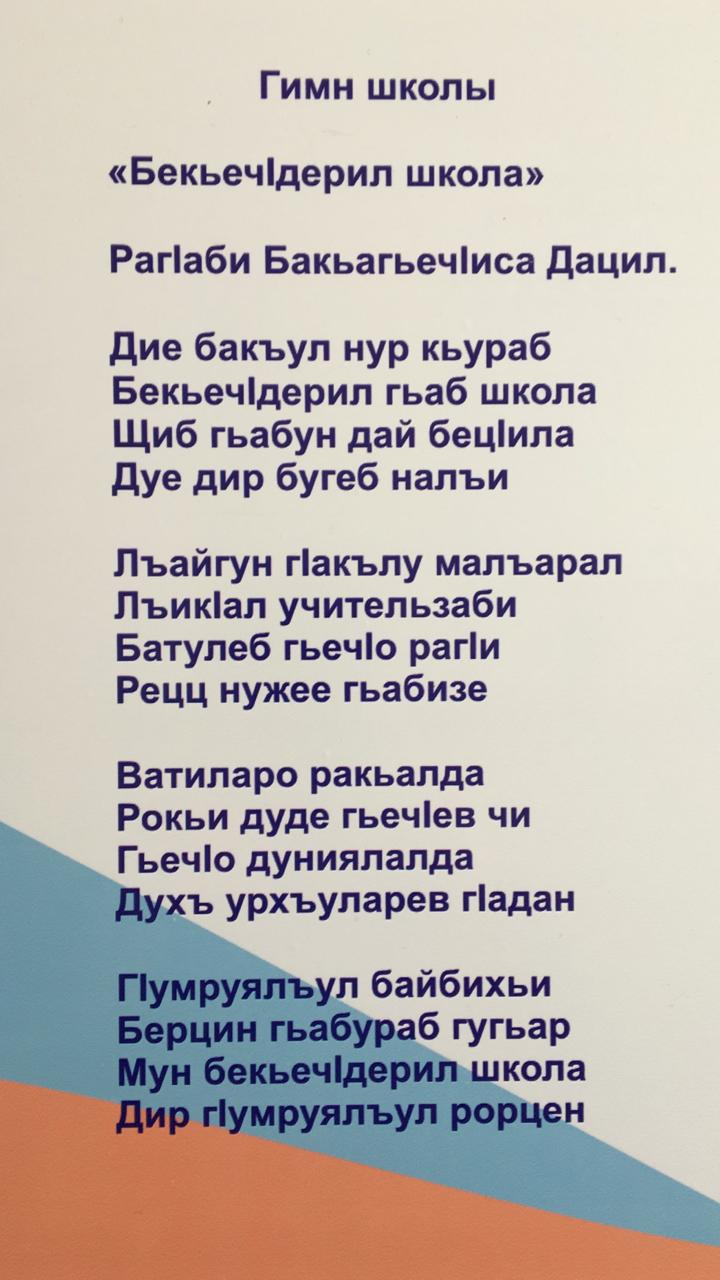 Гимн школы
«БекьечIдерил школа»
РагIаби БакьагьечIиса Дацил.
Дие бакъул нур кьураб
БекьечIдерил гьаб школа
Щиб гьабун дай бецIила
Дуе дир бугеб налъи
Лъайгун гIакълу малъарал
ЛъикIал учительзаби
Батулеб гьечIо рагIи
Рецц нужее гьабизе
Ватиларо ракьалда
Рокьи дуде гьечIев чи
ГьечIо дуниялалда
Духъ урхъуларев гIадан
ГIумруялъул байбихьи
Берцин гьабураб гугьар
Мун бекьечIдерил школа
Дир гIумруялъул рорцен